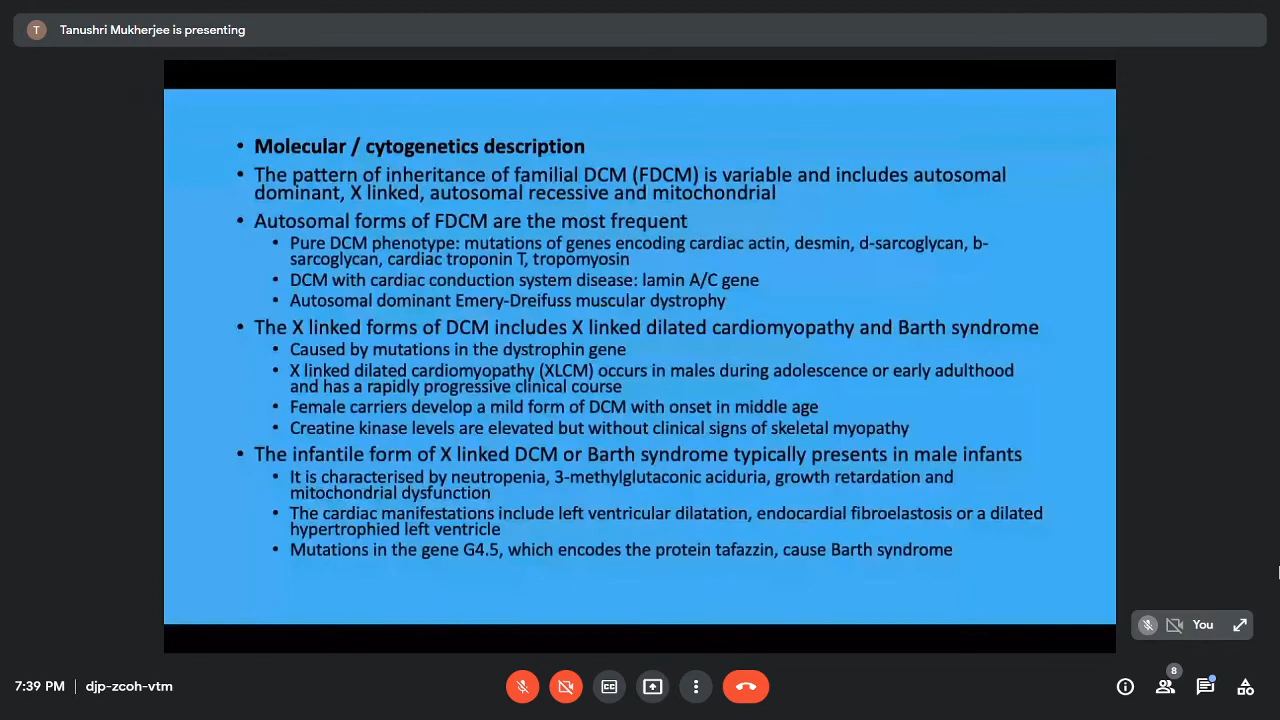 T Tanushri Mukherjee is presenting
• Molecular / cytogenetics description
• The pattern of inheritance of familial DCM (FDCM) is variable and includes autosomal
dominant, X linked, autosomal recessive and mitochondrial
• Autosomal forms of FDCM are the most frequent
• Pure DCM phenotype: mutations of genes encoding cardiac actin, desmin, d-sarcoglycan, b-
sarcoglycan, cardiac troponin T, tropomyosin
• DCM with cardiac conduction system disease: lamin A/C gene
• Autosomal dominant Emery-Dreifuss muscular dystrophy
• The X linked forms of DCM includes X linked dilated cardiomyopathy and Barth syndrome
• Caused by mutations in the dystrophin gene
• X linked dilated cardiomyopathy (XLCM) occurs in males during adolescence or early adulthood
and has a rapidly progressive clinical course
• Female carriers develop a mild form of DCM with onset in middle age
• Creatine kinase levels are elevated but without clinical signs of skeletal myopathy
• The infantile form of X linked DCM or Barth syndrome typically presents in male infants
• It is characterised by neutropenia, 3-methylglutaconic aciduria, growth retardation and
mitochondrial dysfunction
• The cardiac manifestations include left ventricular dilatation, endocardial fibroelastosis or a dilated
hypertrophied left ventricle
• Mutations in the gene G4.5, which encodes the protein tafazzin, cause Barth syndrome
You
7:39 PM | djp-zcoh-vtm
CC
8